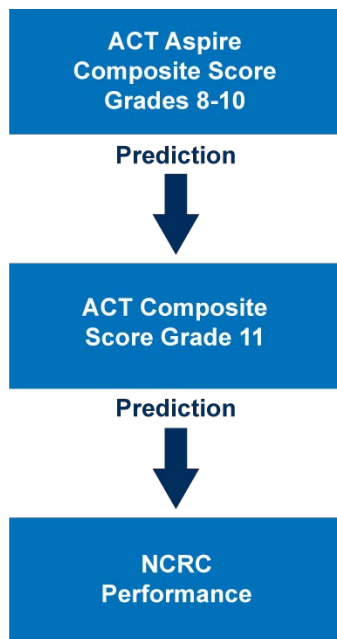 ACT Aspire
Composite Score
Grades 8-10
Prediction
ACT Composite
Score Grade 11
Prediction
NCRC
Performance